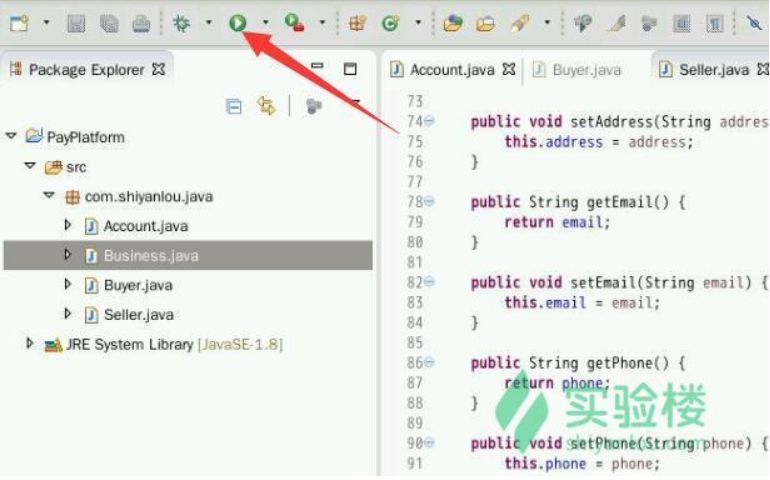 Package Explorer
PayPlatform
src
com.shiyanlou.java
Account.java
Business.java
Buyer.java
Seller.java
JRE System Library [JavaSE-1.8]
Account.java Buyer.java Seller.java
73
74 public void setAddress(String addres
75 this.address = address;
76 }
77
78 public String getEmail() {
79 return email;
80 }
81
82 public void setEmail(String email) {
83 this.email = email;
84 }
85
86 public String getPhone() {
87 return phone;
88 }
89
90 public void setPhone(String phone) {
91 this.phone = phone;
实验楼